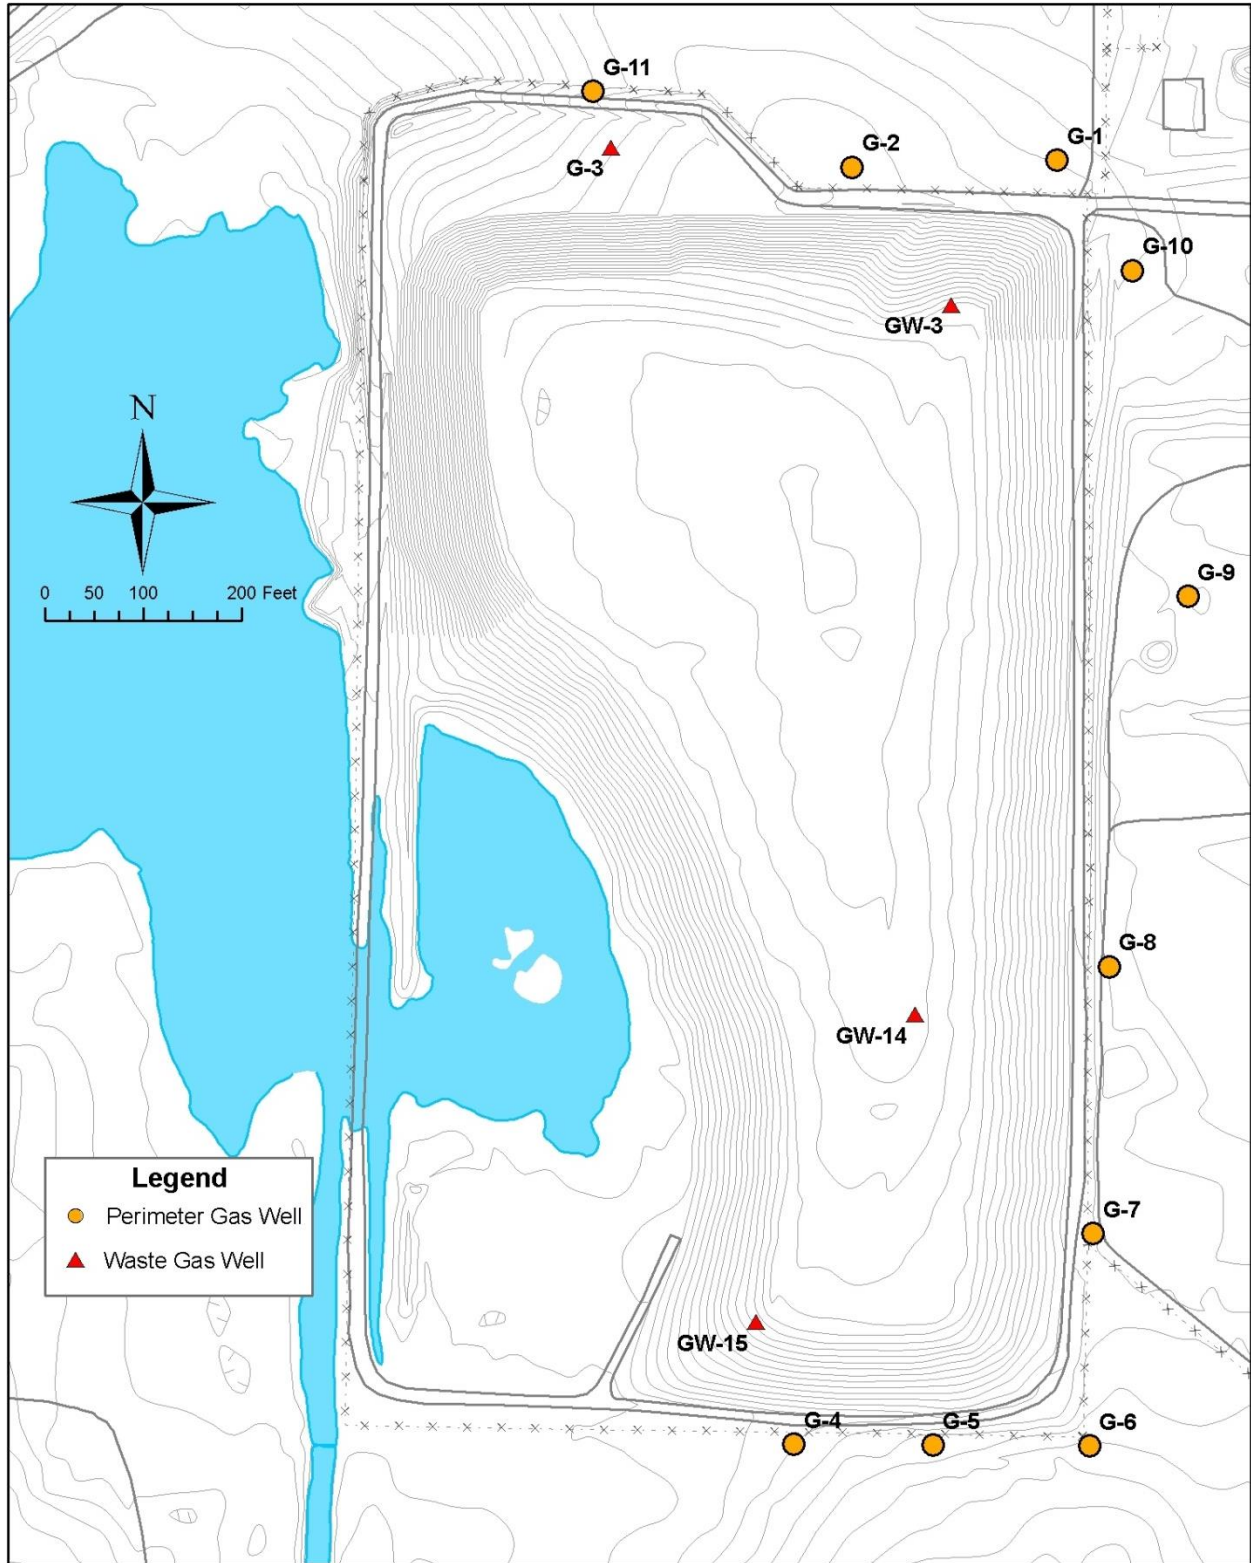 G-11
G-3
G-2
G-1
G-10
GW-3
N
0 50 100 200 Feet
G-9
G-8
GW-14
Legend
Perimeter Gas Well
Waste Gas Well
G-7
GW-15
G-4
G-5
G-6